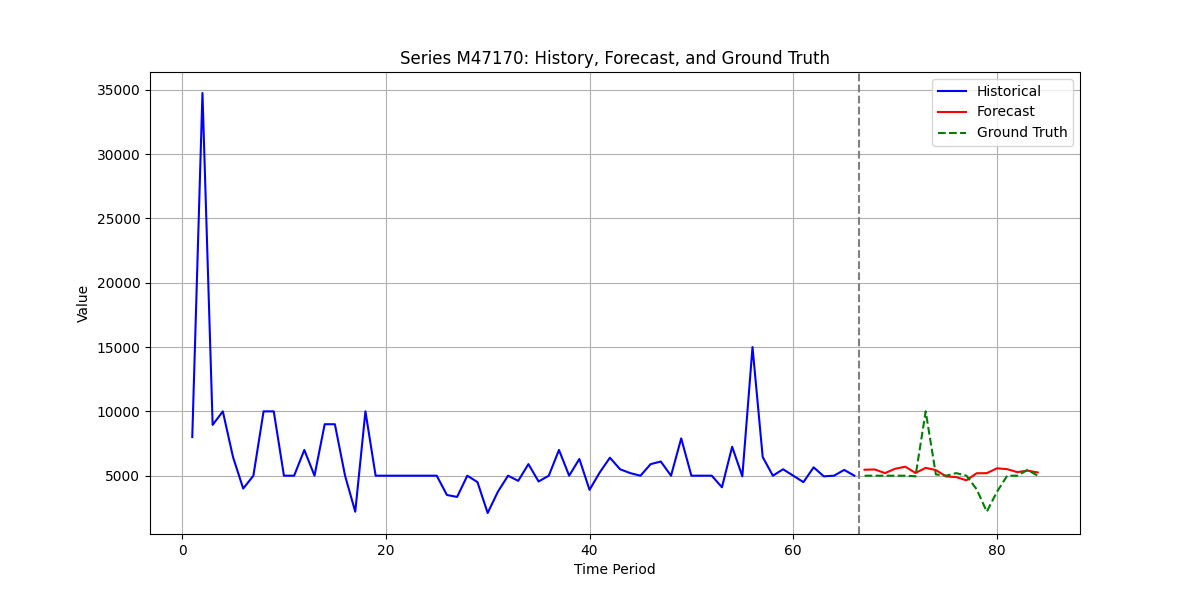 Series M47170: History, Forecast, and Ground Truth
Historical
Forecast
Ground Truth
35000
30000
25000
20000
15000
10000
5000
Value
0 20 40 60 80
Time Period